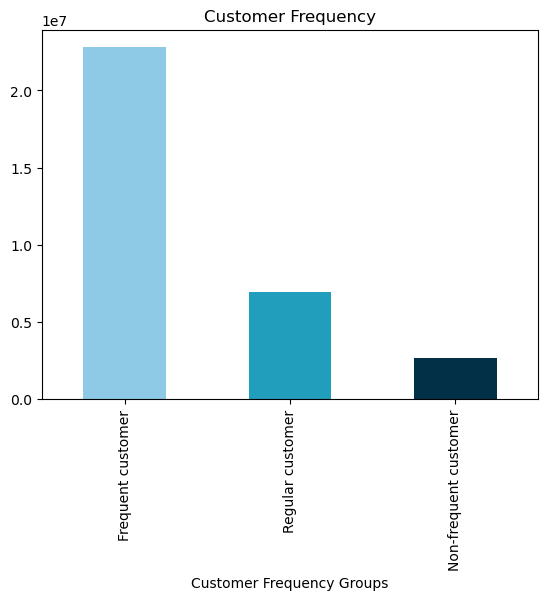 Customer Frequency
1e7
2.0
1.5
1.0
0.5
0.0
Frequent customer
Regular customer
Non-frequent customer
Customer Frequency Groups